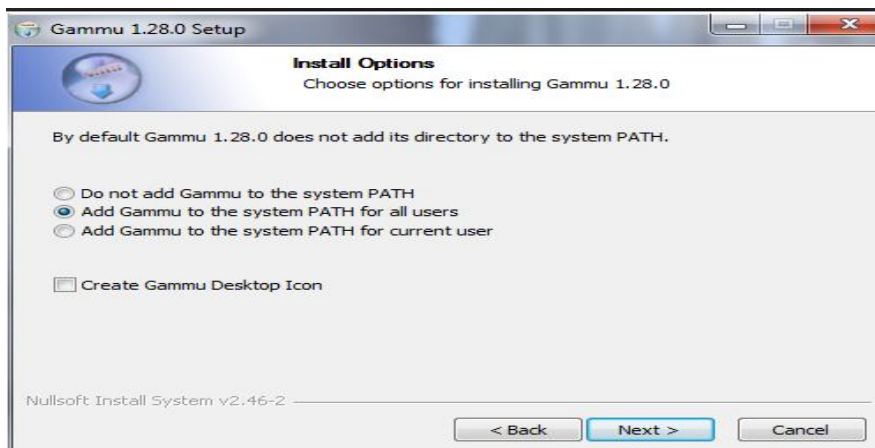 Gammu 1.28.0 Setup
Install Options
Choose options for installing Gammu 1.28.0
By default Gammu 1.28.0 does not add its directory to the system PATH.
Do not add Gammu to the system PATH
Add Gammu to the system PATH for all users
Add Gammu to the system PATH for current user
Create Gammu Desktop Icon
Nullsoft Install System v2.46-2
< Back Next > Cancel